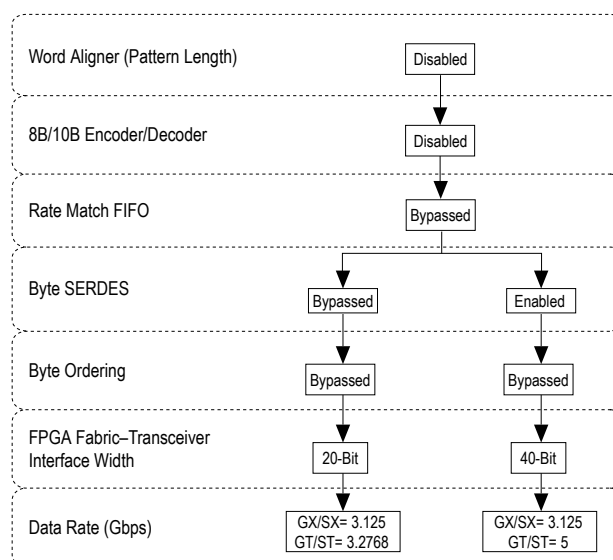 Word Aligner (Pattern Length)
Disabled
8B/10B Encoder/Decoder
Disabled
Rate Match FIFO
Bypassed
Byte SERDES
Bypassed
Enabled
Byte Ordering
Bypassed
Bypassed
FPGA Fabric–Transceiver
Interface Width
20-Bit
40-Bit
Data Rate (Gbps)
GX/SX= 3.125
GT/ST= 3.2768
GX/SX= 3.125
GT/ST= 5